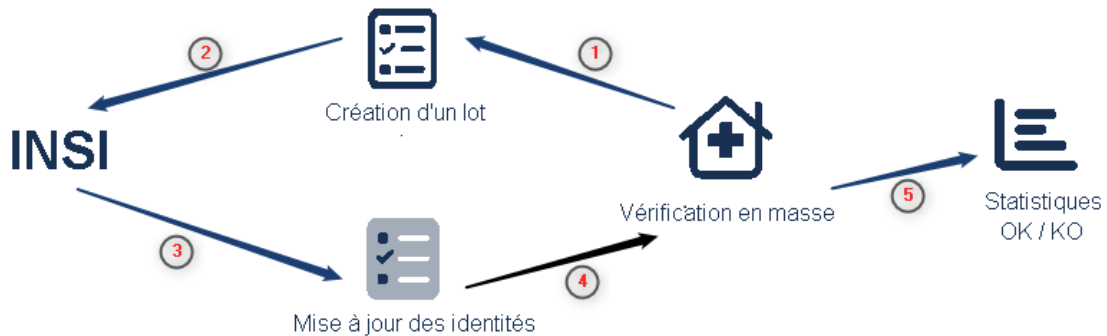 2
1
Création d'un lot
INSI
5
Vérification en masse
Statistiques
OK / KO
3
4
Mise à jour des identités